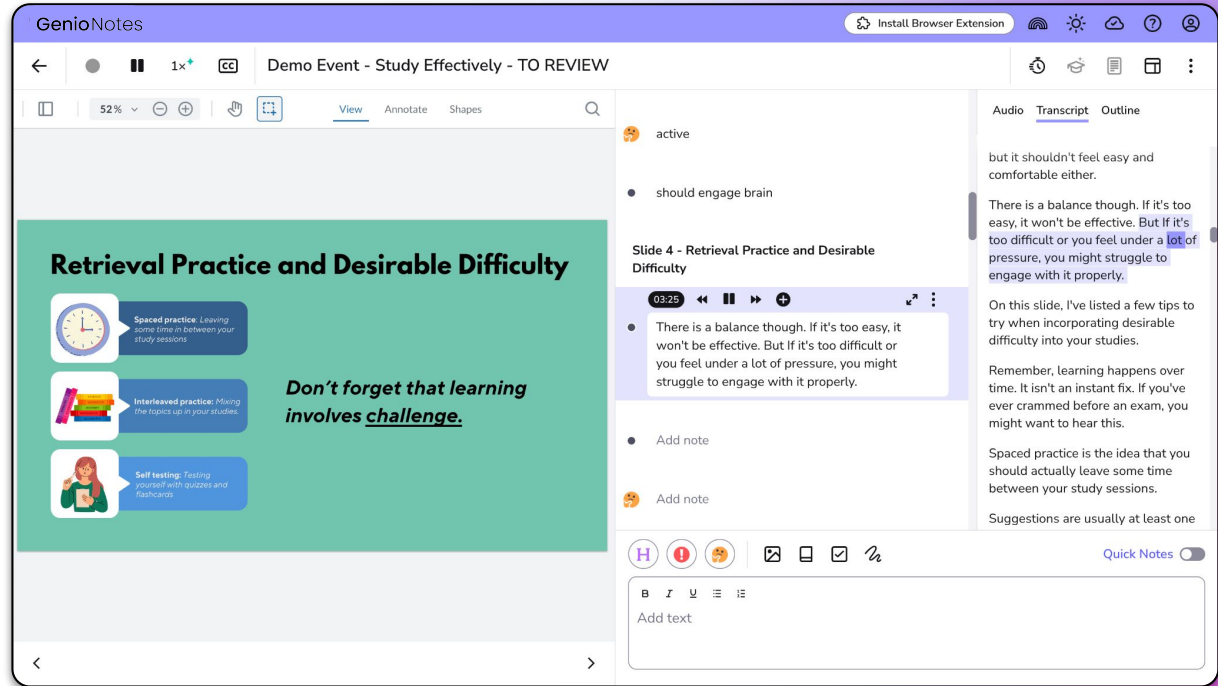 GenioNotes
Install Browser Extension
1x
CC
Demo Event - Study Effectively - TO REVIEW
52%
View
Annotate
Shapes
Retrieval Practice and Desirable Difficulty
Spaced practice: Leaving
some time in between your
study sessions
Interleaved practice: Mixing
the topics up in your studies.
Self testing: Testing
yourself with quizzes and
flashcards
Don't forget that learning
involves challenge.
active
should engage brain
Slide 4 - Retrieval Practice and Desirable
Difficulty
03:25
There is a balance though. If it's too easy, it
won't be effective. But If it's too difficult or
you feel under a lot of pressure, you might
struggle to engage with it properly.
Add note
Add note
H
Quick Notes
B I U
Add text
Audio
Transcript
Outline
but it shouldn't feel easy and
comfortable either.
There is a balance though. If it's too
easy, it won't be effective. But If it's
too difficult or you feel under a lot of
pressure, you might struggle to
engage with it properly.
On this slide, I've listed a few tips to
try when incorporating desirable
difficulty into your studies.
Remember, learning happens over
time. It isn't an instant fix. If you've
ever crammed before an exam, you
might want to hear this.
Spaced practice is the idea that you
should actually leave some time
between your study sessions.
Suggestions are usually at least one